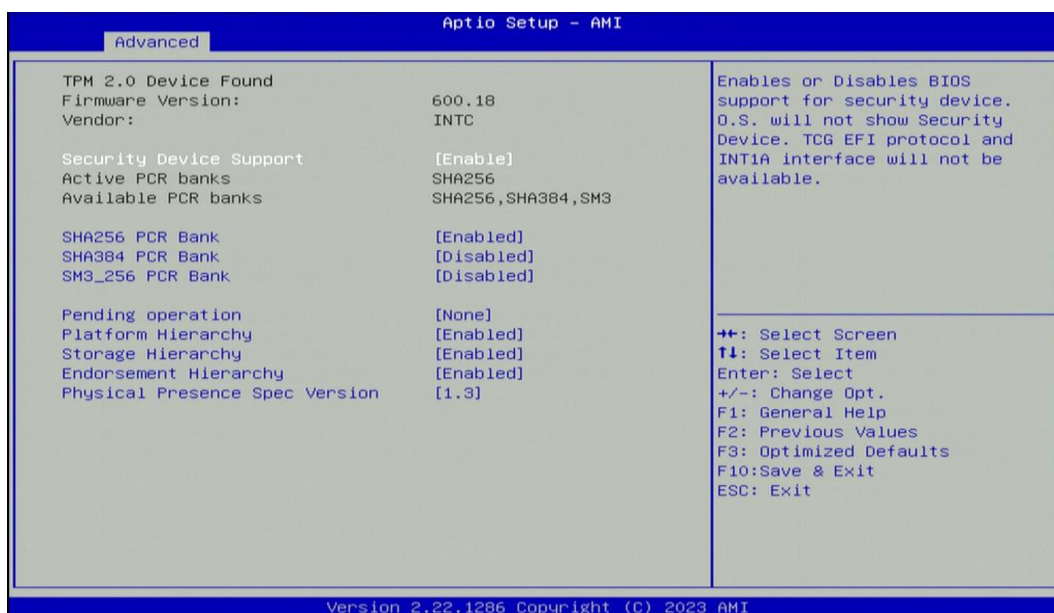 Aptio Setup – AMI
Advanced
TPM 2.0 Device Found
Firmware Version: 600.18
Vendor: INTC
Security Device Support [Enable]
Active PCR banks SHA256
Available PCR banks SHA256,SHA384,SM3
SHA256 PCR Bank [Enabled]
SHA384 PCR Bank [Disabled]
SM3_256 PCR Bank [Disabled]
Pending operation [None]
Platform Hierarchy [Enabled]
Storage Hierarchy [Enabled]
Endorsement Hierarchy [Enabled]
Physical Presence Spec Version [1.3]
Enables or Disables BIOS
support for security device.
O.S. will not show Security
Device. TCG EFI protocol and
INT1A interface will not be
available.
→←: Select Screen
↑↓: Select Item
Enter: Select
+/-: Change Opt.
F1: General Help
F2: Previous Values
F3: Optimized Defaults
F10:Save & Exit
ESC: Exit
Version 2.22.1286 Copyright (C) 2023 AMI